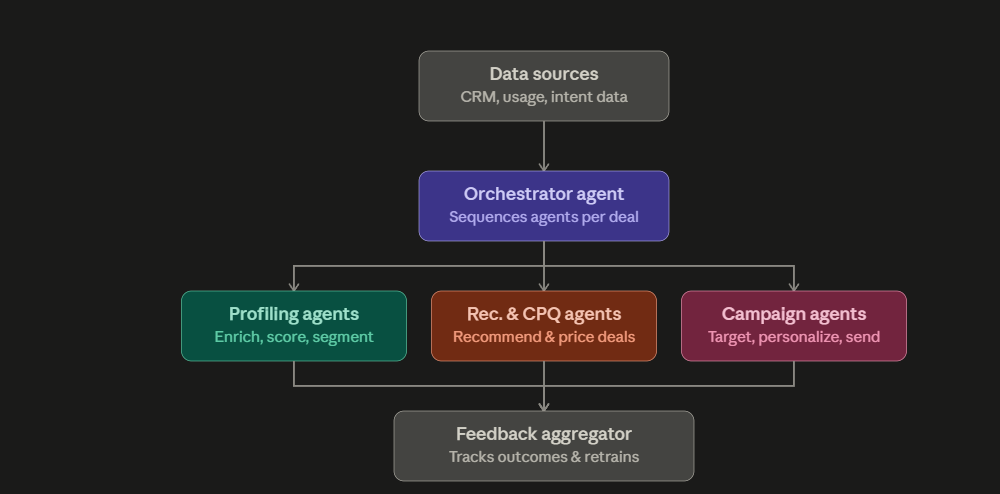 Data sources
CRM, usage, intent data
Orchestrator agent
Sequences agents per deal
Profiling agents
Enrich, score, segment
Rec. & CPQ agents
Recommend & price deals
Campaign agents
Target, personalize, send
Feedback aggregator
Tracks outcomes & retrains